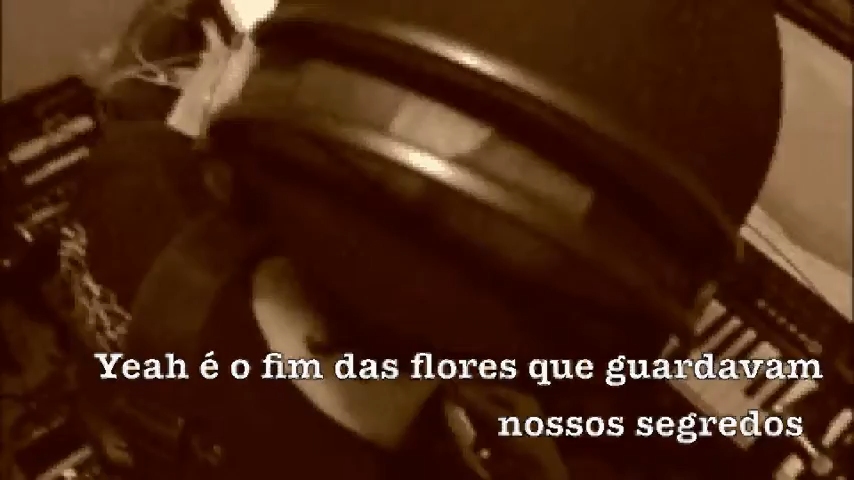 Yeah é o fim das flores que guardavam
nossos segredos